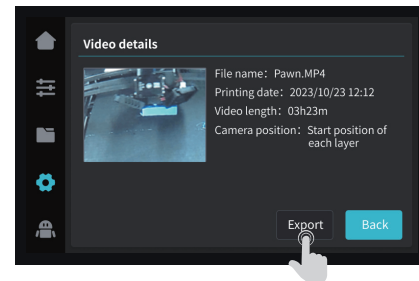 Video details
File name： Pawn.MP4
Printing date： 2023/10/23 12:12
Video length： 03h23m
Camera position： Start position of
each layer
Export
Back